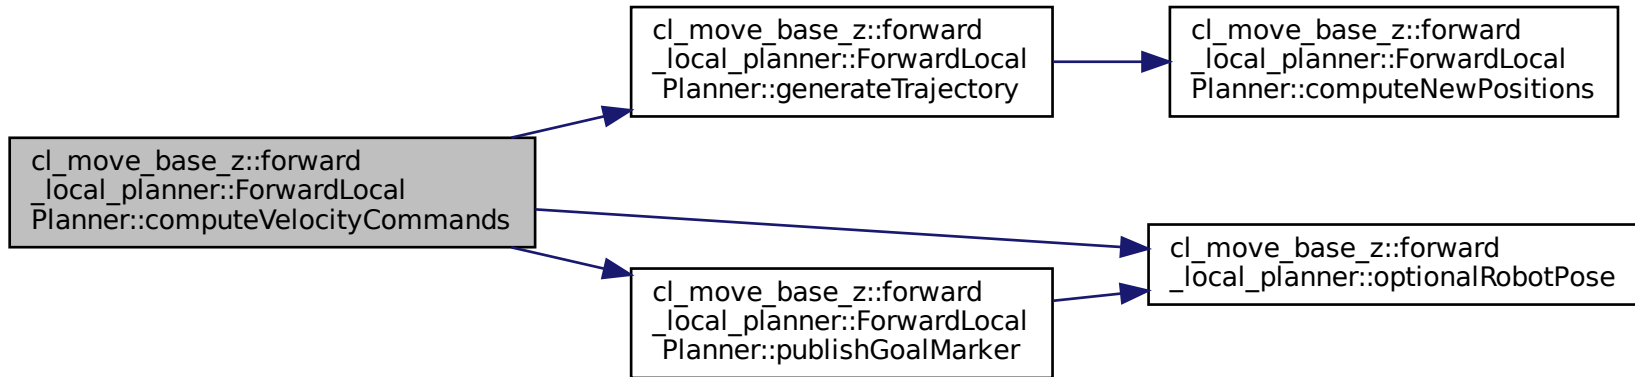 cl_move_base_z::forward
_local_planner::ForwardLocal
Planner::computeVelocityCommands
cl_move_base_z::forward
_local_planner::ForwardLocal
Planner::generateTrajectory
cl_move_base_z::forward
_local_planner::ForwardLocal
Planner::computeNewPositions
cl_move_base_z::forward
_local_planner::optionalRobotPose
cl_move_base_z::forward
_local_planner::ForwardLocal
Planner::publishGoalMarker